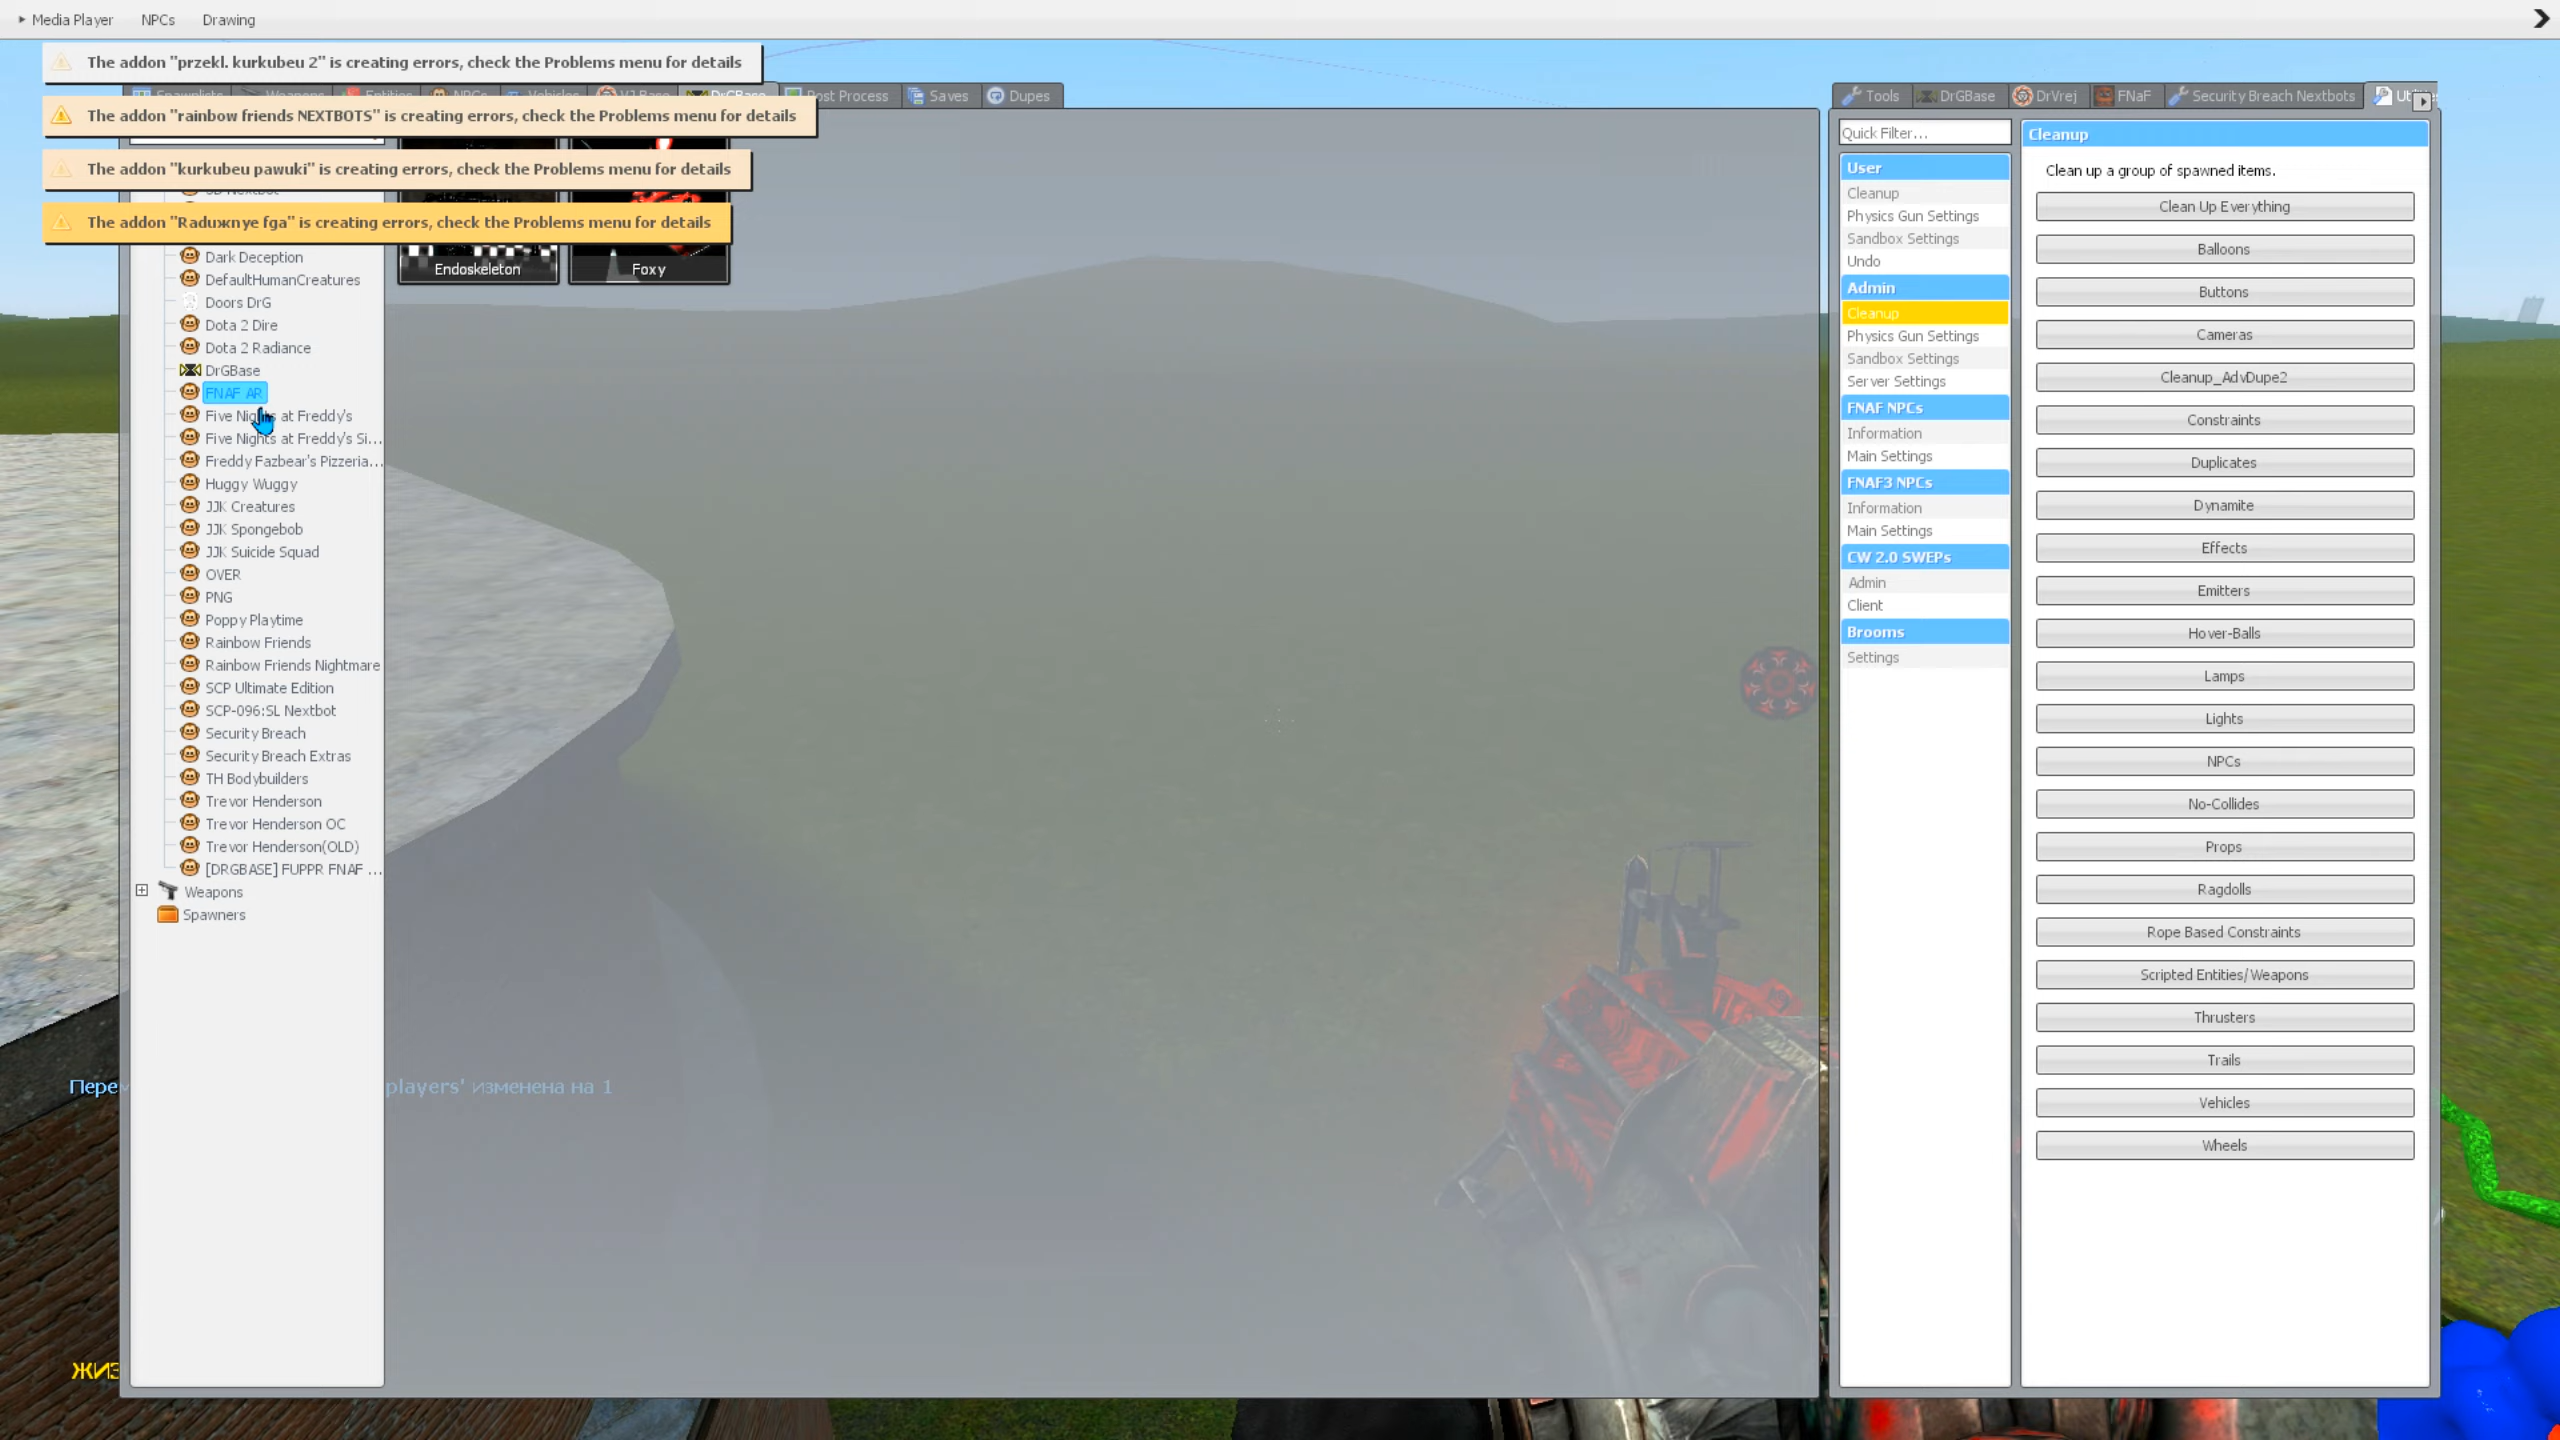 Media Player NPCs Drawing
The addon "przekl. kurkubeu 2" is creating errors, check the Problems menu for details
The addon "rainbow friends NEXTBOTS" is creating errors, check the Problems menu for details
The addon "kurkubeu pawuki" is creating errors, check the Problems menu for details
The addon "Raduжnye fga" is creating errors, check the Problems menu for details
Post Process Saves Dupes
Dark Deception
DefaultHumanCreatures
Doors DrG
Dota 2 Dire
Dota 2 Radiance
DrGBase
FNAF AR
Five Nights at Freddy's
Five Nights at Freddy's Si...
Freddy Fazbear's Pizzeria...
Huggy Wuggy
JJK Creatures
JJK Spongebob
JJK Suicide Squad
OVER
PNG
Poppy Playtime
Rainbow Friends
Rainbow Friends Nightmare
SCP Ultimate Edition
SCP-096:SL Nextbot
Security Breach
Security Breach Extras
TH Bodybuilders
Trevor Henderson
Trevor Henderson OC
Trevor Henderson(OLD)
[DRGBASE] FUPPR FNAF ...
Weapons
Spawners
Endoskeleton
Foxy
Пере
players' изменена на 1
ЖИЗ
Tools DrGBase DrVrej FNaF Security Breach Nextbots
Quick Filter...
User
Cleanup
Physics Gun Settings
Sandbox Settings
Undo
Admin
Cleanup
Physics Gun Settings
Sandbox Settings
Server Settings
FNAF NPCs
Information
Main Settings
FNAF3 NPCs
Information
Main Settings
CW 2.0 SWEPs
Admin
Client
Brooms
Settings
Cleanup
Clean up a group of spawned items.
Clean Up Everything
Balloons
Buttons
Cameras
Cleanup_AdvDupe2
Constraints
Duplicates
Dynamite
Effects
Emitters
Hover-Balls
Lamps
Lights
NPCs
No-Collides
Props
Ragdolls
Rope Based Constraints
Scripted Entities/Weapons
Thrusters
Trails
Vehicles
Wheels